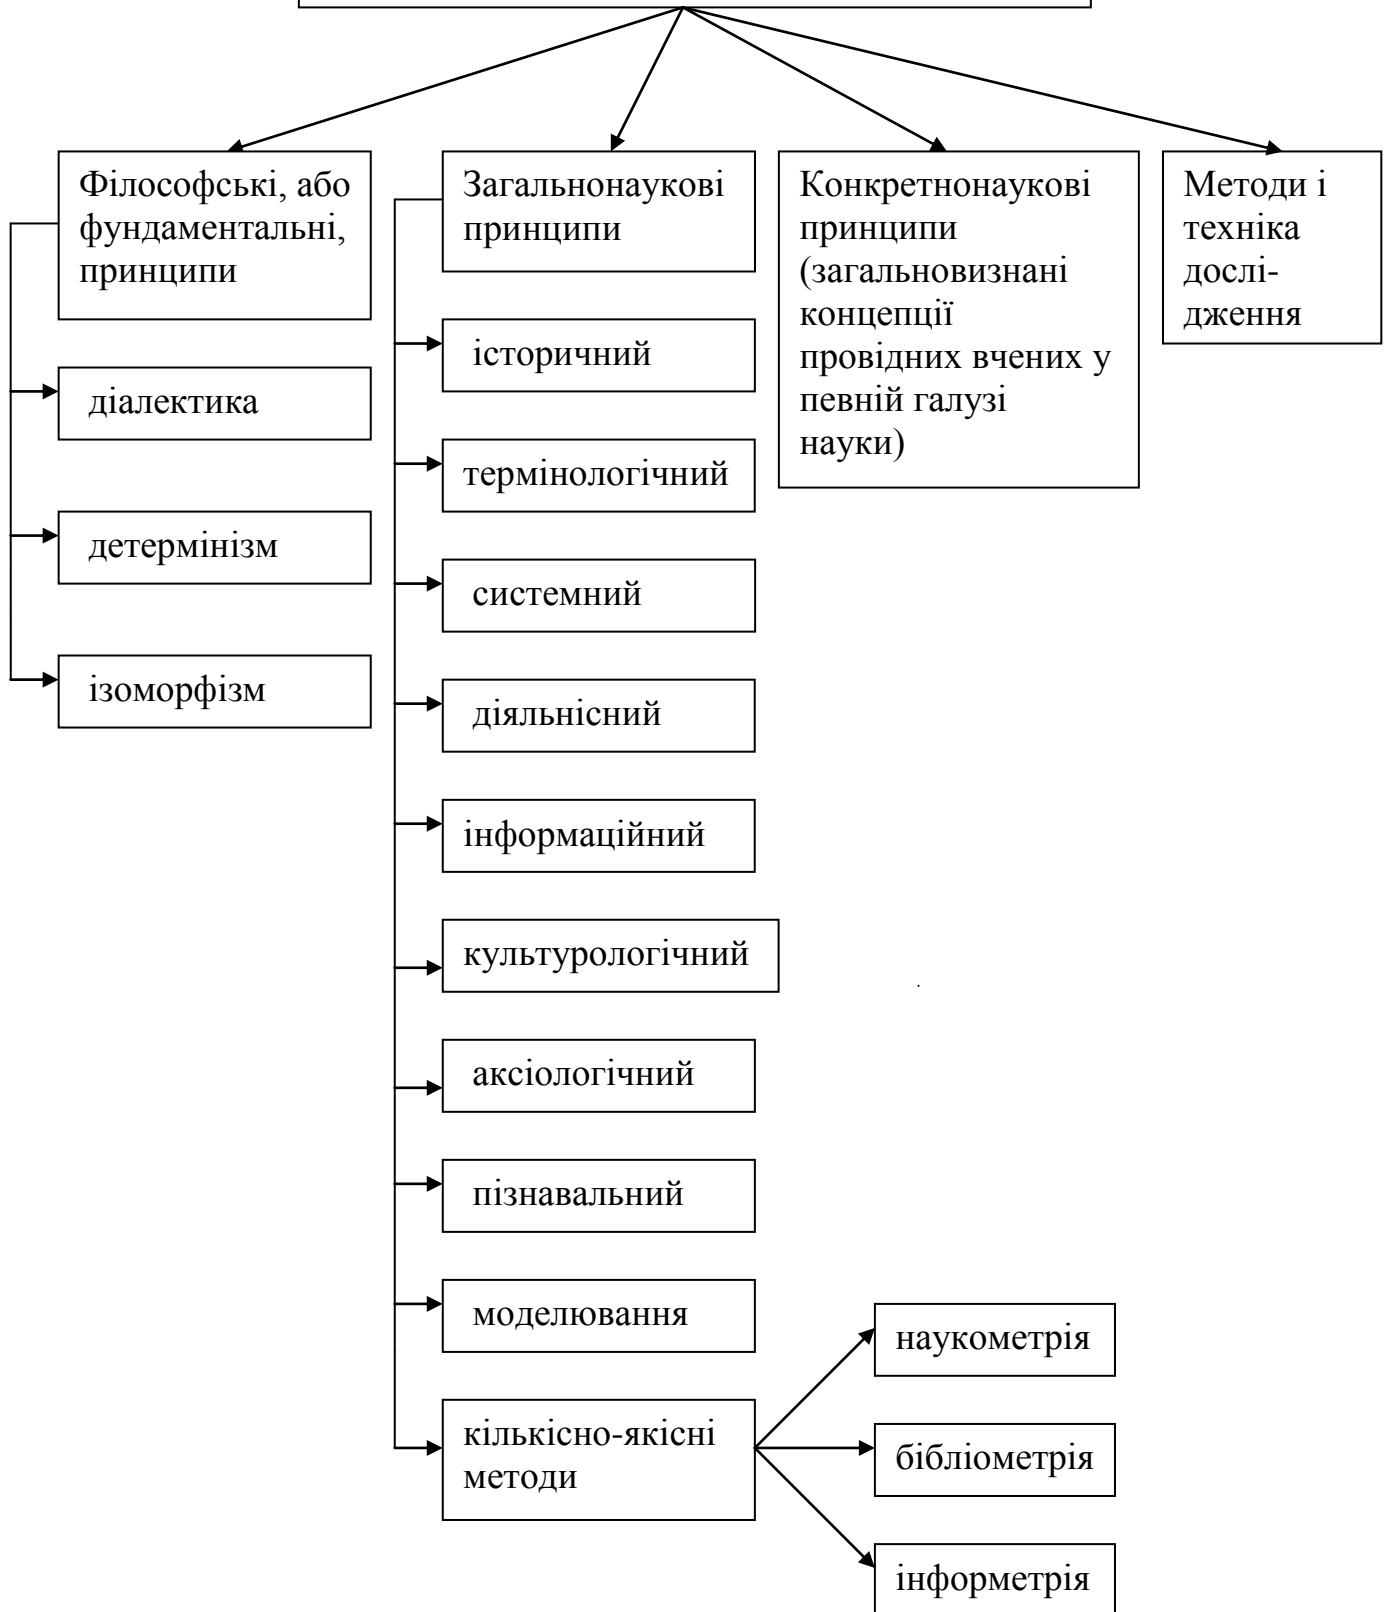 Філософські, або
фундаментальні,
принципи
діалектика
детермінізм
ізоморфізм
Загальнонаукові
принципи
історичний
термінологічний
системний
діяльнісний
інформаційний
культурологічний
аксіологічний
пізнавальний
моделювання
кількісно-якісні
методи
наукометрія
бібліометрія
інформетрія
Конкретнонаукові
принципи
(загальновизнані
концепції
провідних вчених у
певній галузі
науки)
Методи і
техніка
дослі-
дження